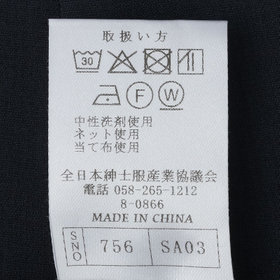 取扱い方
30
F W
中性洗剤使用
ネット使用
当て布使用
全日本紳士服産業協議会
電話 058-265-1212
8-0866
MADE IN CHINA
SNO 756 SA03